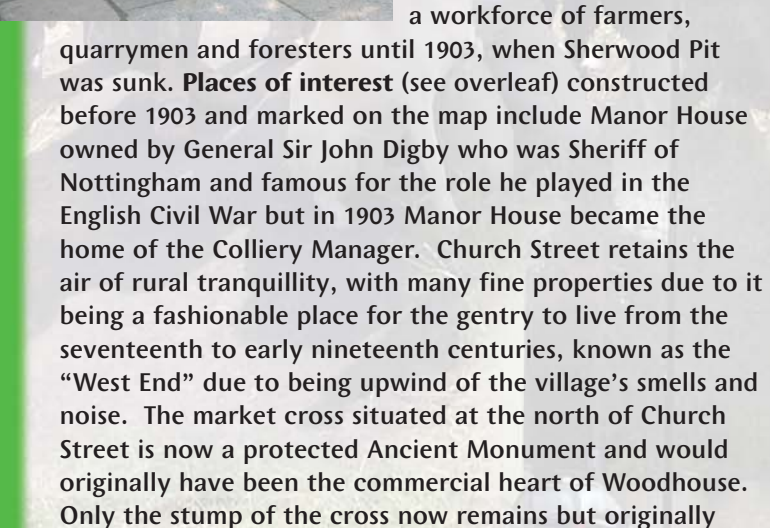 a workforce of farmers,
quarrymen and foresters until 1903, when Sherwood Pit
was sunk. Places of interest (see overleaf) constructed
before 1903 and marked on the map include Manor House
owned by General Sir John Digby who was Sheriff of
Nottingham and famous for the role he played in the
English Civil War but in 1903 Manor House became the
home of the Colliery Manager. Church Street retains the
air of rural tranquillity, with many fine properties due to it
being a fashionable place for the gentry to live from the
seventeenth to early nineteenth centuries, known as the
“West End” due to being upwind of the village’s smells and
noise. The market cross situated at the north of Church
Street is now a protected Ancient Monument and would
originally have been the commercial heart of Woodhouse.
Only the stump of the cross now remains but originally